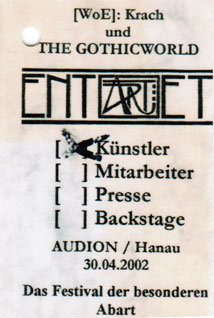 [WoE]: Krach
und
THE GOTHICWORLD
ENTARTET
[X] Künstler
[ ] Mitarbeiter
[ ] Presse
[ ] Backstage
AUDION / Hanau
30.04.2002
Das Festival der besonderen
Abart